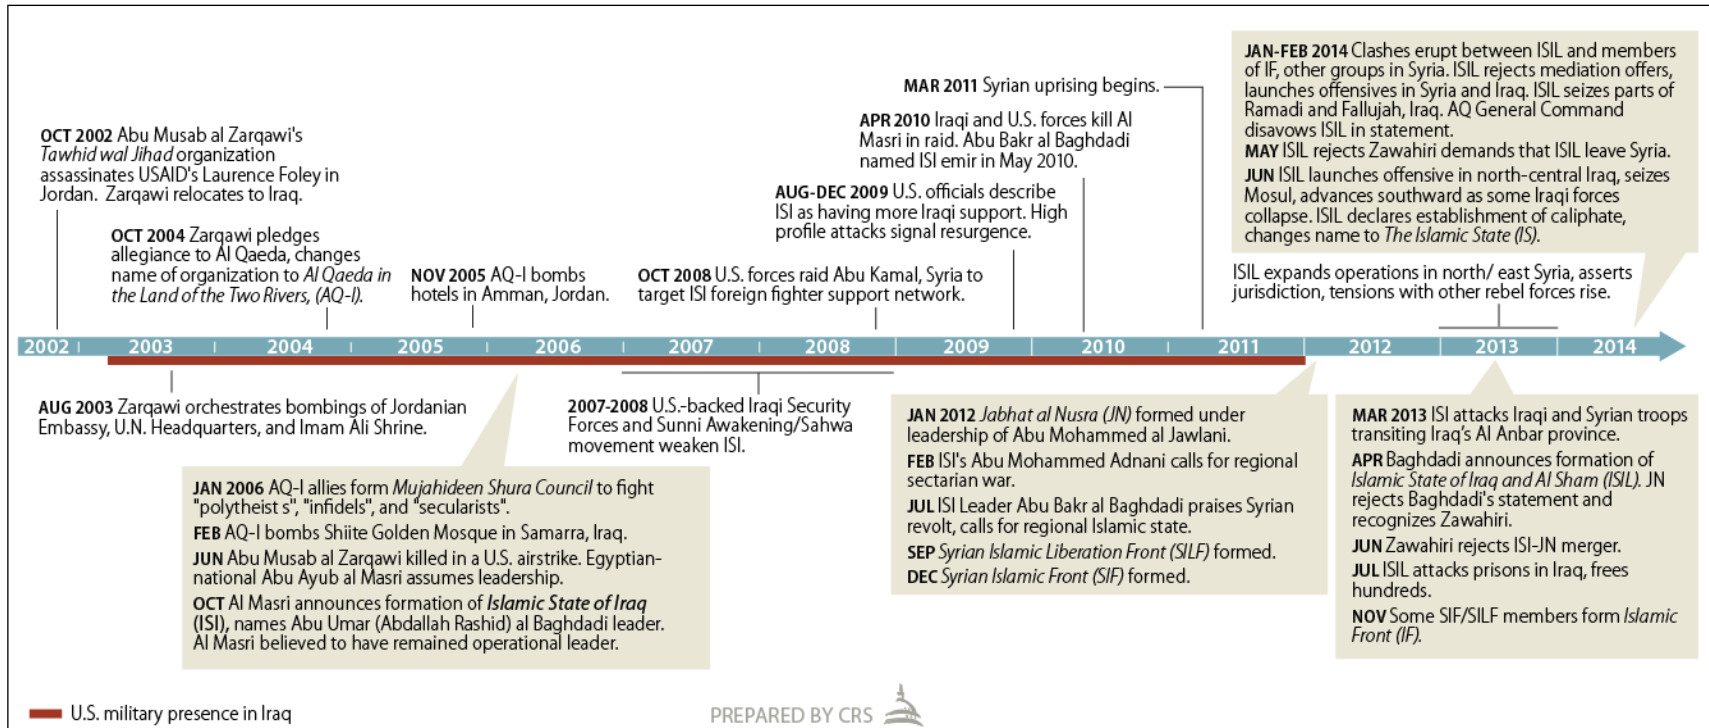 OCT 2002 Abu Musab al Zarqawi's
Tawhid wal Jihad organization
assassinates USAID's Laurence Foley in
Jordan. Zarqawi relocates to Iraq.
OCT 2004 Zarqawi pledges
allegiance to Al Qaeda, changes
name of organization to Al Qaeda in
the Land of the Two Rivers, (AQ-I).
NOV 2005 AQ-I bombs
hotels in Amman, Jordan.
OCT 2008 U.S. forces raid Abu Kamal, Syria to
target ISI foreign fighter support network.
AUG-DEC 2009 U.S. officials describe
ISI as having more Iraqi support. High
profile attacks signal resurgence.
APR 2010 Iraqi and U.S. forces kill Al
Masri in raid. Abu Bakr al Baghdadi
named ISI emir in May 2010.
MAR 2011 Syrian uprising begins.
JAN-FEB 2014 Clashes erupt between ISIL and members
of IF, other groups in Syria. ISIL rejects mediation offers,
launches offensives in Syria and Iraq. ISIL seizes parts of
Ramadi and Fallujah, Iraq. AQ General Command
disavows ISIL in statement.
MAY ISIL rejects Zawahiri demands that ISIL leave Syria.
JUN ISIL launches offensive in north-central Iraq, seizes
Mosul, advances southward as some Iraqi forces
collapse. ISIL declares establishment of caliphate,
changes name to The Islamic State (IS).
ISIL expands operations in north/ east Syria, asserts
jurisdiction, tensions with other rebel forces rise.
2002 2003 2004 2005 2006 2007 2008 2009 2010 2011 2012 2013 2014
AUG 2003 Zarqawi orchestrates bombings of Jordanian
Embassy, U.N. Headquarters, and Imam Ali Shrine.
JAN 2006 AQ-I allies form Mujahideen Shura Council to fight
"polytheist s", "infidels", and "secularists".
FEB AQ-I bombs Shiite Golden Mosque in Samarra, Iraq.
JUN Abu Musab al Zarqawi killed in a U.S. airstrike. Egyptian-
national Abu Ayub al Masri assumes leadership.
OCT Al Masri announces formation of Islamic State of Iraq
(ISI), names Abu Umar (Abdallah Rashid) al Baghdadi leader.
Al Masri believed to have remained operational leader.
2007-2008 U.S.-backed Iraqi Security
Forces and Sunni Awakening/Sahwa
movement weaken ISI.
JAN 2012 Jabhat al Nusra (JN) formed under
leadership of Abu Mohammed al Jawlani.
FEB ISI's Abu Mohammed Adnani calls for regional
sectarian war.
JUL ISI Leader Abu Bakr al Baghdadi praises Syrian
revolt, calls for regional Islamic state.
SEP Syrian Islamic Liberation Front (SILF) formed.
DEC Syrian Islamic Front (SIF) formed.
MAR 2013 ISI attacks Iraqi and Syrian troops
transiting Iraq's Al Anbar province.
APR Baghdadi announces formation of
Islamic State of Iraq and Al Sham (ISIL). JN
rejects Baghdadi's statement and
recognizes Zawahiri.
JUN Zawahiri rejects ISI-JN merger.
JUL ISIL attacks prisons in Iraq, frees
hundreds.
NOV Some SIF/SILF members form Islamic
Front (IF).
U.S. military presence in Iraq
PREPARED BY CRS